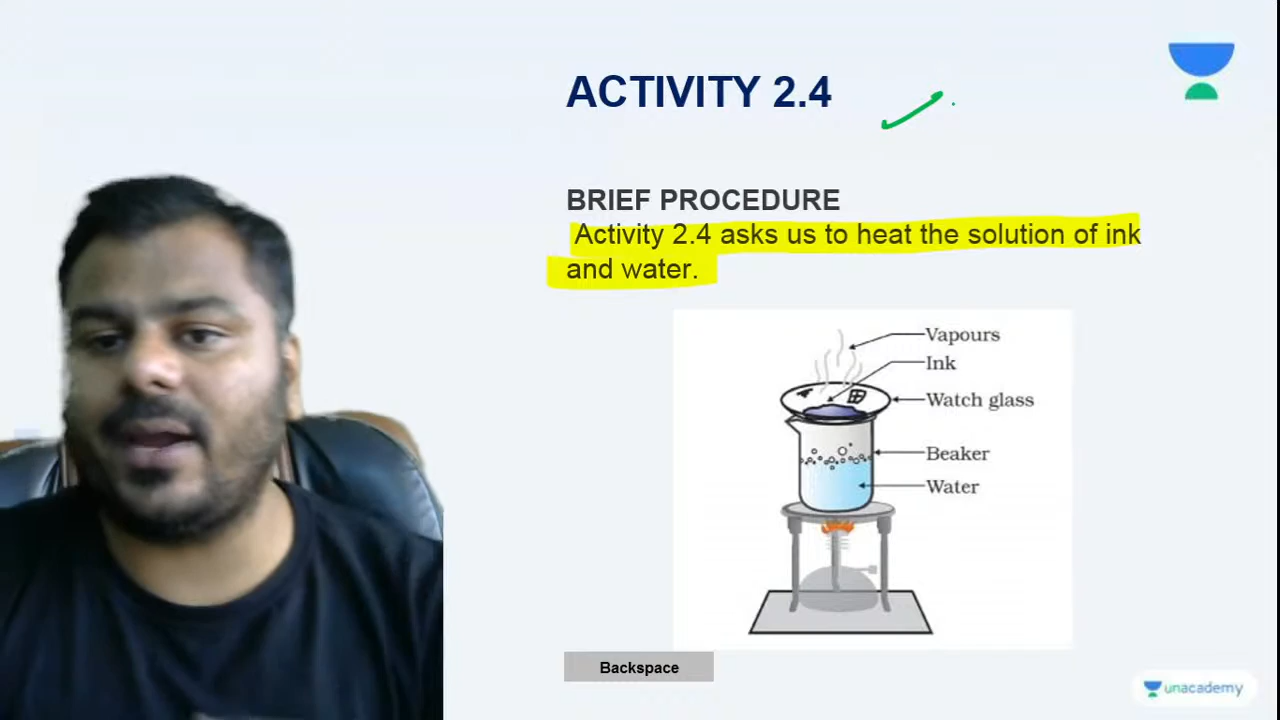 ACTIVITY 2.4
BRIEF PROCEDURE
Activity 2.4 asks us to heat the solution of ink
and water.
Vapours
Ink
Watch glass
Beaker
Water
Backspace
unacademy